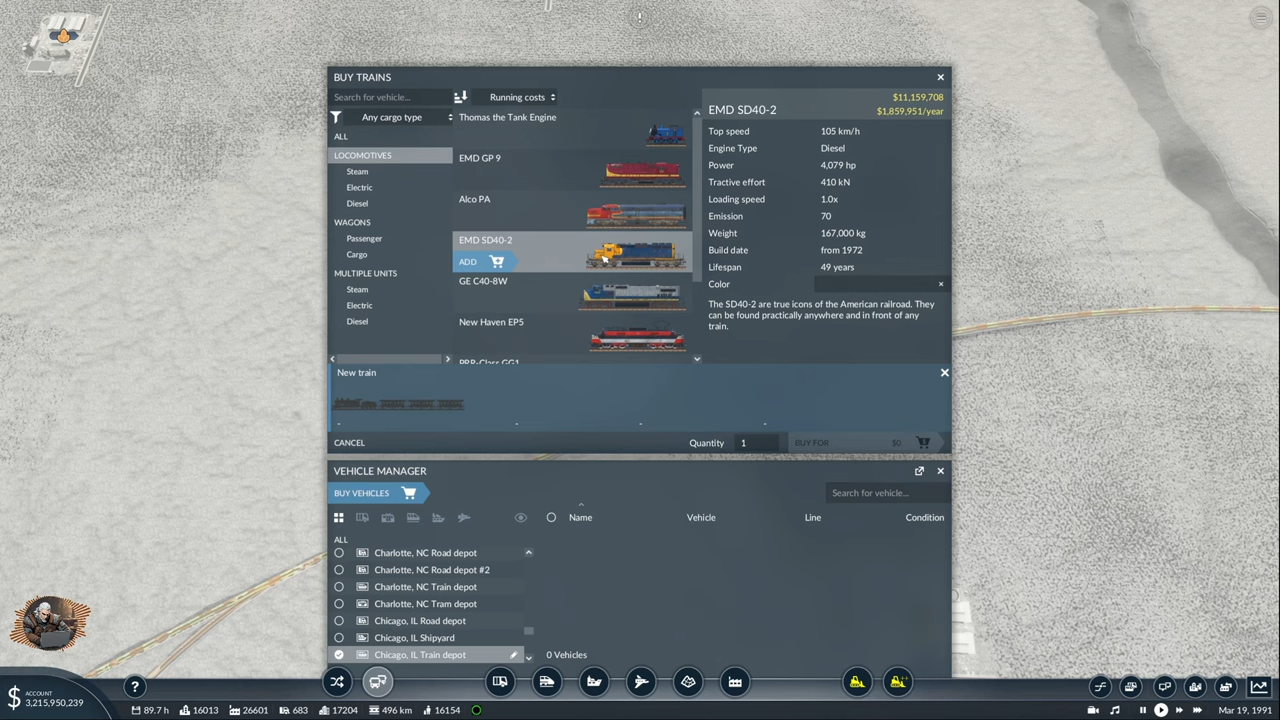 BUY TRAINS
Search for vehicle...
Running costs
Any cargo type
ALL
LOCOMOTIVES
Steam
Electric
Diesel
WAGONS
Passenger
Cargo
MULTIPLE UNITS
Steam
Electric
Diesel
Thomas the Tank Engine
EMD GP 9
Alco PA
EMD SD40-2
ADD
GE C40-8W
New Haven EP5
PRR-Class GG1
$11,159,708
EMD SD40-2
$1,859,951/year
Top speed 105 km/h
Engine Type Diesel
Power 4,079 hp
Tractive effort 410 kN
Loading speed 1.0x
Emission 70
Weight 167,000 kg
Build date from 1972
Lifespan 49 years
Color
The SD40-2 are true icons of the American railroad. They
can be found practically anywhere and in front of any
train.
New train
- - - -
CANCEL
Quantity 1
BUY FOR $0
VEHICLE MANAGER
BUY VEHICLES
Search for vehicle...
Name Vehicle Line Condition
ALL
Charlotte, NC Road depot
Charlotte, NC Road depot #2
Charlotte, NC Train depot
Charlotte, NC Tram depot
Chicago, IL Road depot
Chicago, IL Shipyard
Chicago, IL Train depot
0 Vehicles
$ ACCOUNT
3,215,950,239
?
89.7 h 16013 26601 683 17204 496 km 16154
Mar 19, 1991